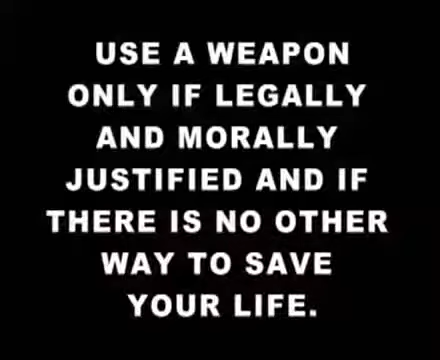 USE A WEAPON
ONLY IF LEGALLY
AND MORALLY
JUSTIFIED AND IF
THERE IS NO OTHER
WAY TO SAVE
YOUR LIFE.